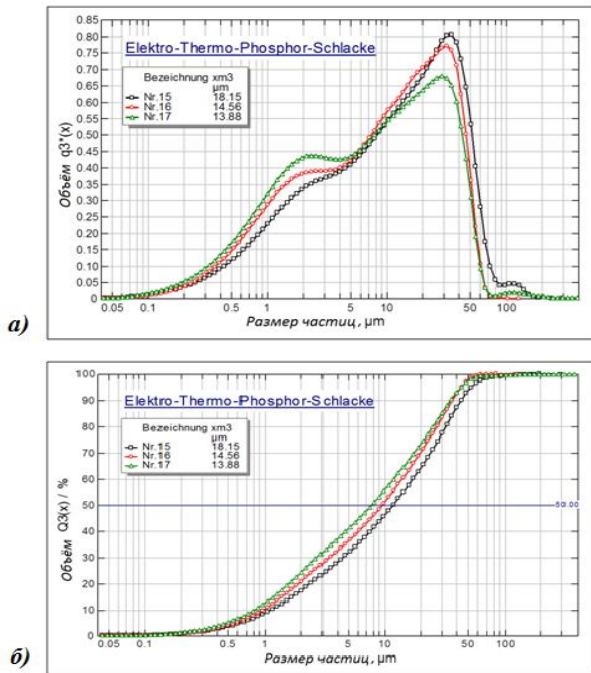 а)
Elektro-Thermo-Phosphor-Schlacke
Bezeichnung xm3
µm
Nr.15 18.15
Nr.16 14.56
Nr.17 13.88
Объём q3*(x)
0.85
0.80
0.75
0.70
0.65
0.60
0.55
0.50
0.45
0.40
0.35
0.30
0.25
0.20
0.15
0.10
0.05
0
0.05 0.1 0.5 1 5 10 50 100
Размер частиц, µm
б)
Elektro-Thermo-Phosphor-Schlacke
Bezeichnung xm3
µm
Nr.15 18.15
Nr.16 14.56
Nr.17 13.88
Объём Q3(x) / %
100
90
80
70
60
50
40
30
20
10
0
50.00
0.05 0.1 0.5 1 5 10 50 100
Размер частиц, µm